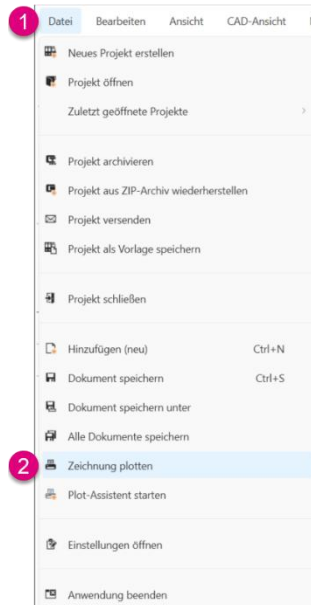 1 Datei Bearbeiten Ansicht CAD-Ansicht
Neues Projekt erstellen
Projekt öffnen
Zuletzt geöffnete Projekte
Projekt archivieren
Projekt aus ZIP-Archiv wiederherstellen
Projekt versenden
Projekt als Vorlage speichern
Projekt schließen
Hinzufügen (neu) Ctrl+N
Dokument speichern Ctrl+S
Dokument speichern unter
Alle Dokumente speichern
2 Zeichnung plotten
Plot-Assistent starten
Einstellungen öffnen
Anwendung beenden